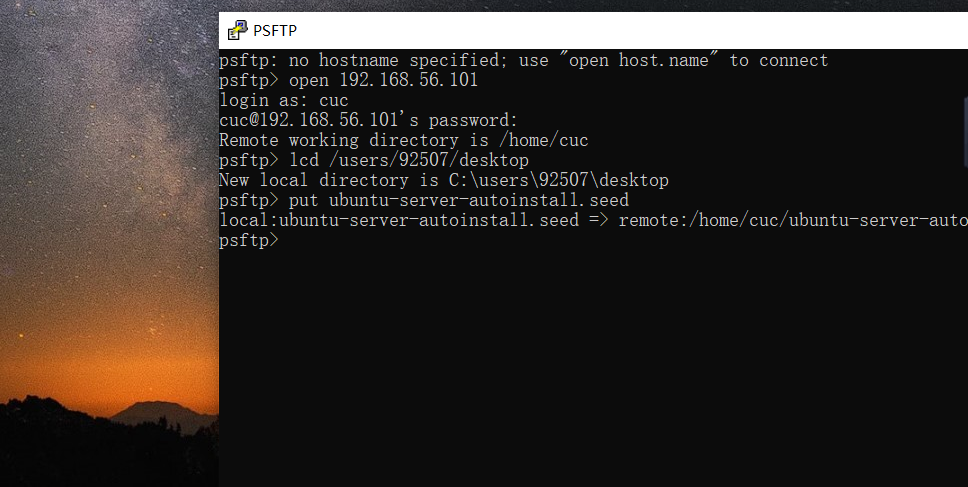 PSFTP
psftp: no hostname specified; use "open host.name" to connect
psftp> open 192.168.56.101
login as: cuc
cuc@192.168.56.101's password:
Remote working directory is /home/cuc
psftp> lcd /users/92507/desktop
New local directory is C:\users\92507\desktop
psftp> put ubuntu-server-autoinstall.seed
local:ubuntu-server-autoinstall.seed => remote:/home/cuc/ubuntu-server-auto
psftp>